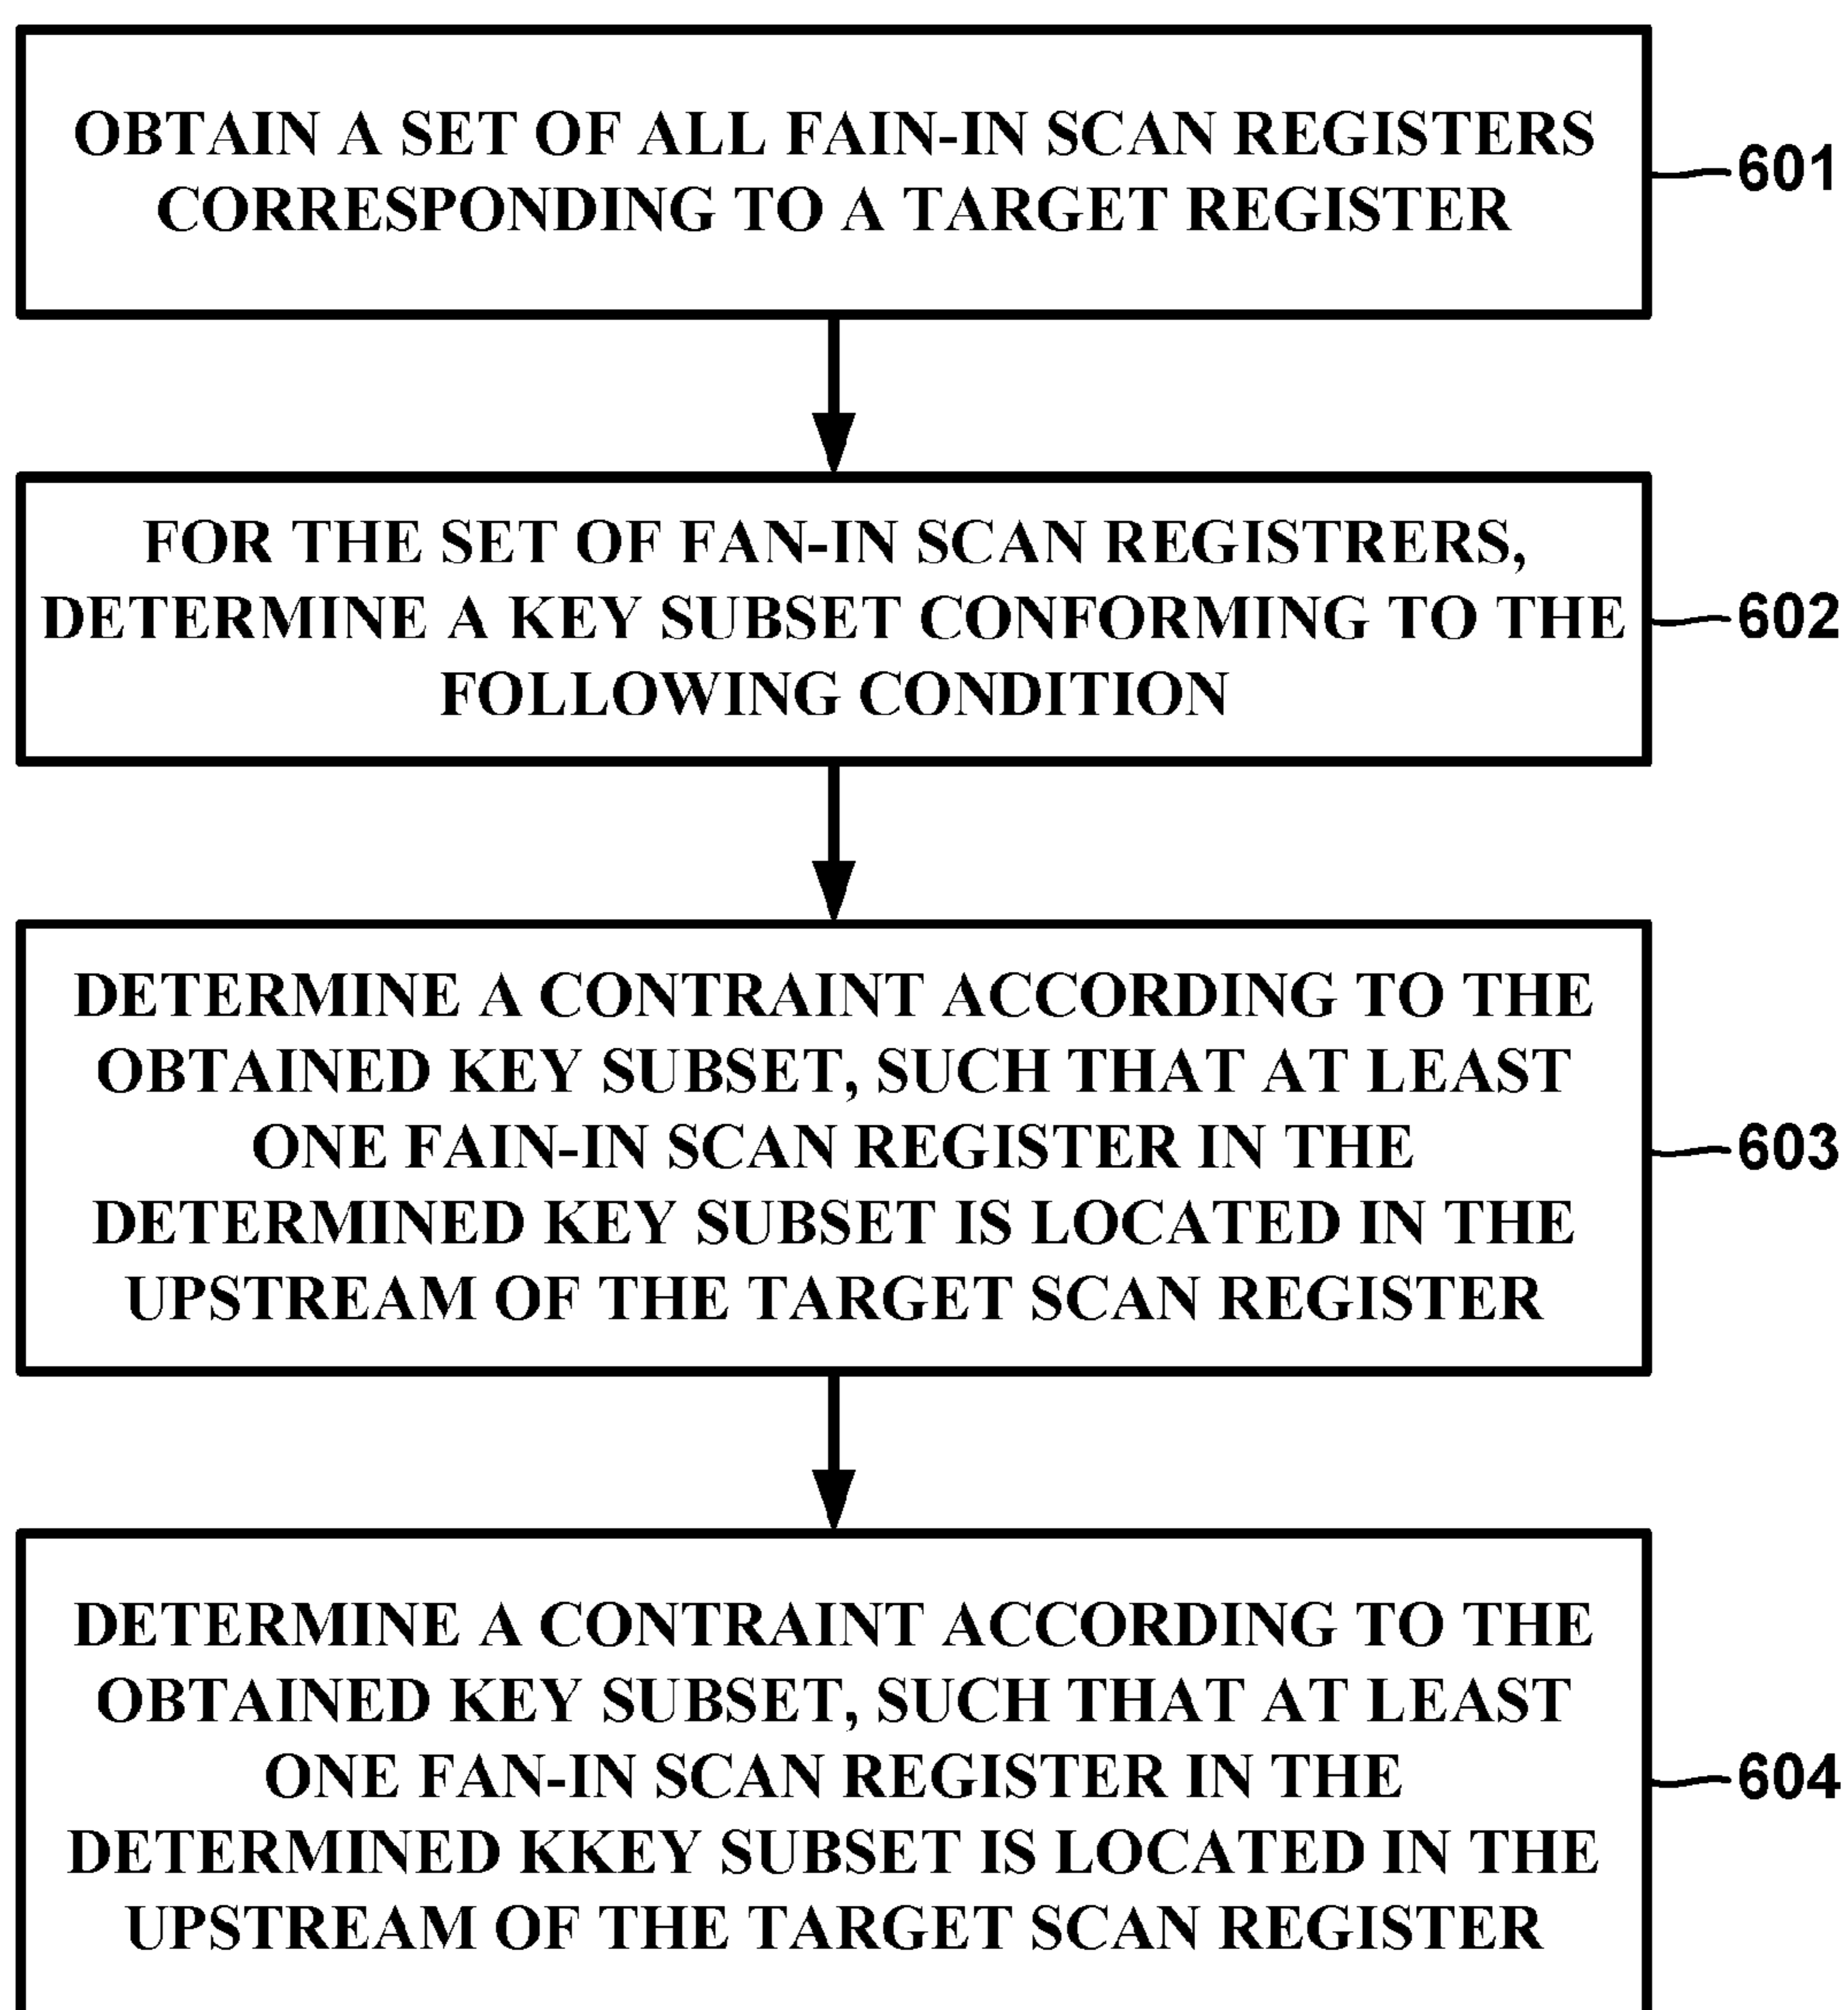 OBTAIN A SET OF ALL FAIN-IN SCAN REGISTERS
CORRESPONDING TO A TARGET REGISTER
601
FOR THE SET OF FAN-IN SCAN REGISTRERS,
DETERMINE A KEY SUBSET CONFORMING TO THE
FOLLOWING CONDITION
602
DETERMINE A CONTRAINT ACCORDING TO THE
OBTAINED KEY SUBSET, SUCH THAT AT LEAST
ONE FAIN-IN SCAN REGISTER IN THE
DETERMINED KEY SUBSET IS LOCATED IN THE
UPSTREAM OF THE TARGET SCAN REGISTER
603
DETERMINE A CONTRAINT ACCORDING TO THE
OBTAINED KEY SUBSET, SUCH THAT AT LEAST
ONE FAN-IN SCAN REGISTER IN THE
DETERMINED KKEY SUBSET IS LOCATED IN THE
UPSTREAM OF THE TARGET SCAN REGISTER
604